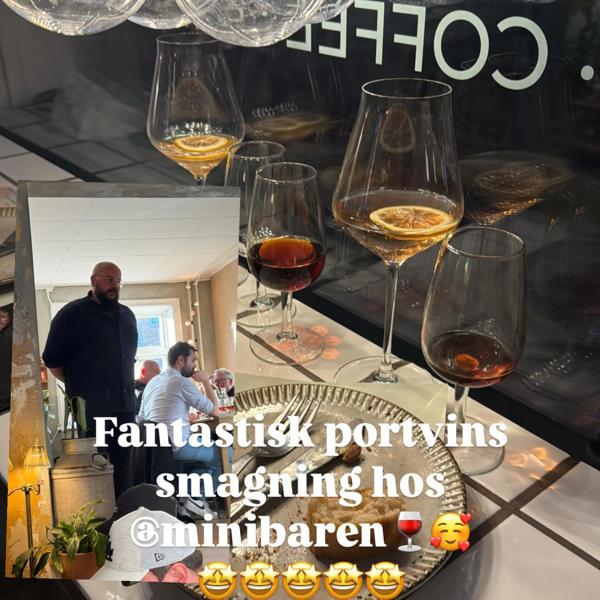 COFFEE
Fantastisk portvins
smagning hos
@minibaren🍷🥰
🤩🤩🤩🤩🤩